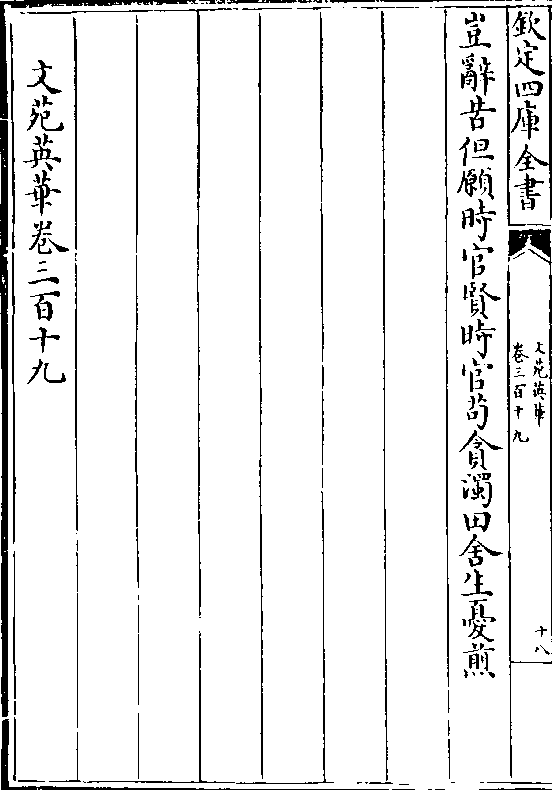 欽定四庫全書
文苑英華
卷三百十九
十八
豈辭苦但願時官賢時官苟貪濁田舍生憂煎
文苑英華卷三百十九